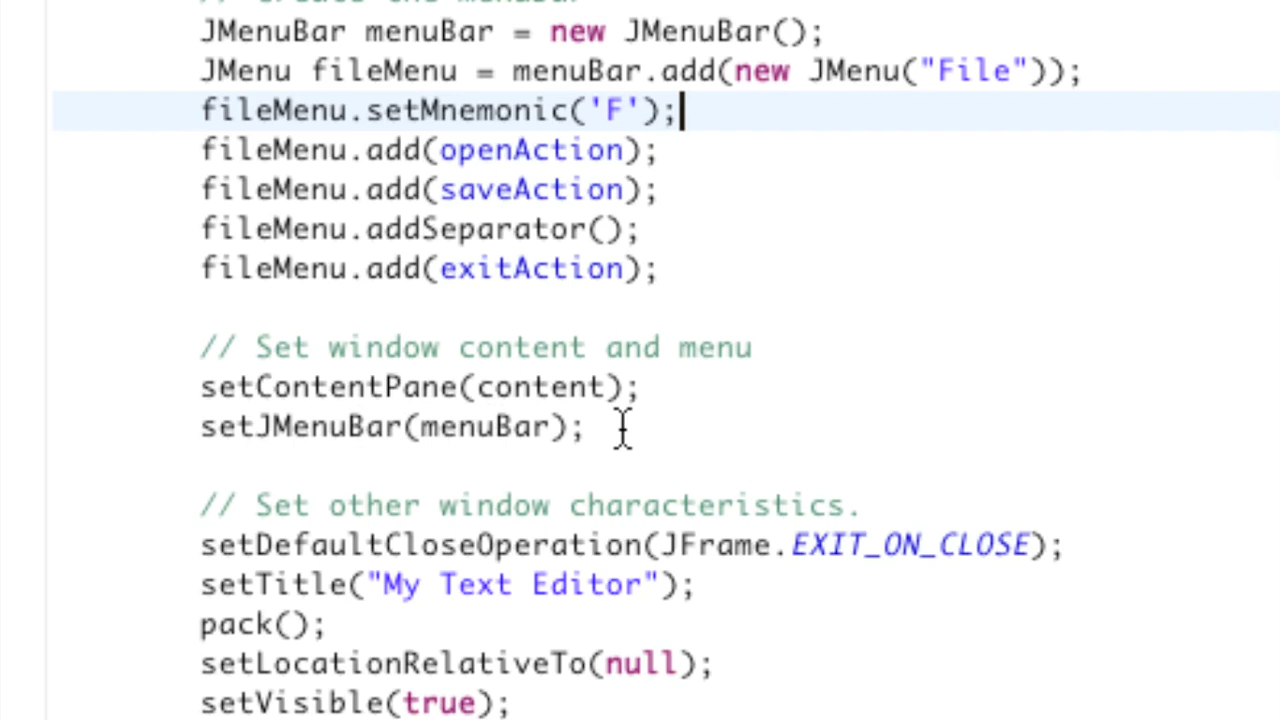 JMenuBar menuBar = new JMenuBar();
JMenu fileMenu = menuBar.add(new JMenu("File"));
fileMenu.setMnemonic('F');
fileMenu.add(openAction);
fileMenu.add(saveAction);
fileMenu.addSeparator();
fileMenu.add(exitAction);
// Set window content and menu
setContentPane(content);
setJMenuBar(menuBar);
// Set other window characteristics.
setDefaultCloseOperation(JFrame.EXIT_ON_CLOSE);
setTitle("My Text Editor");
pack();
setLocationRelativeTo(null);
setVisible(true);